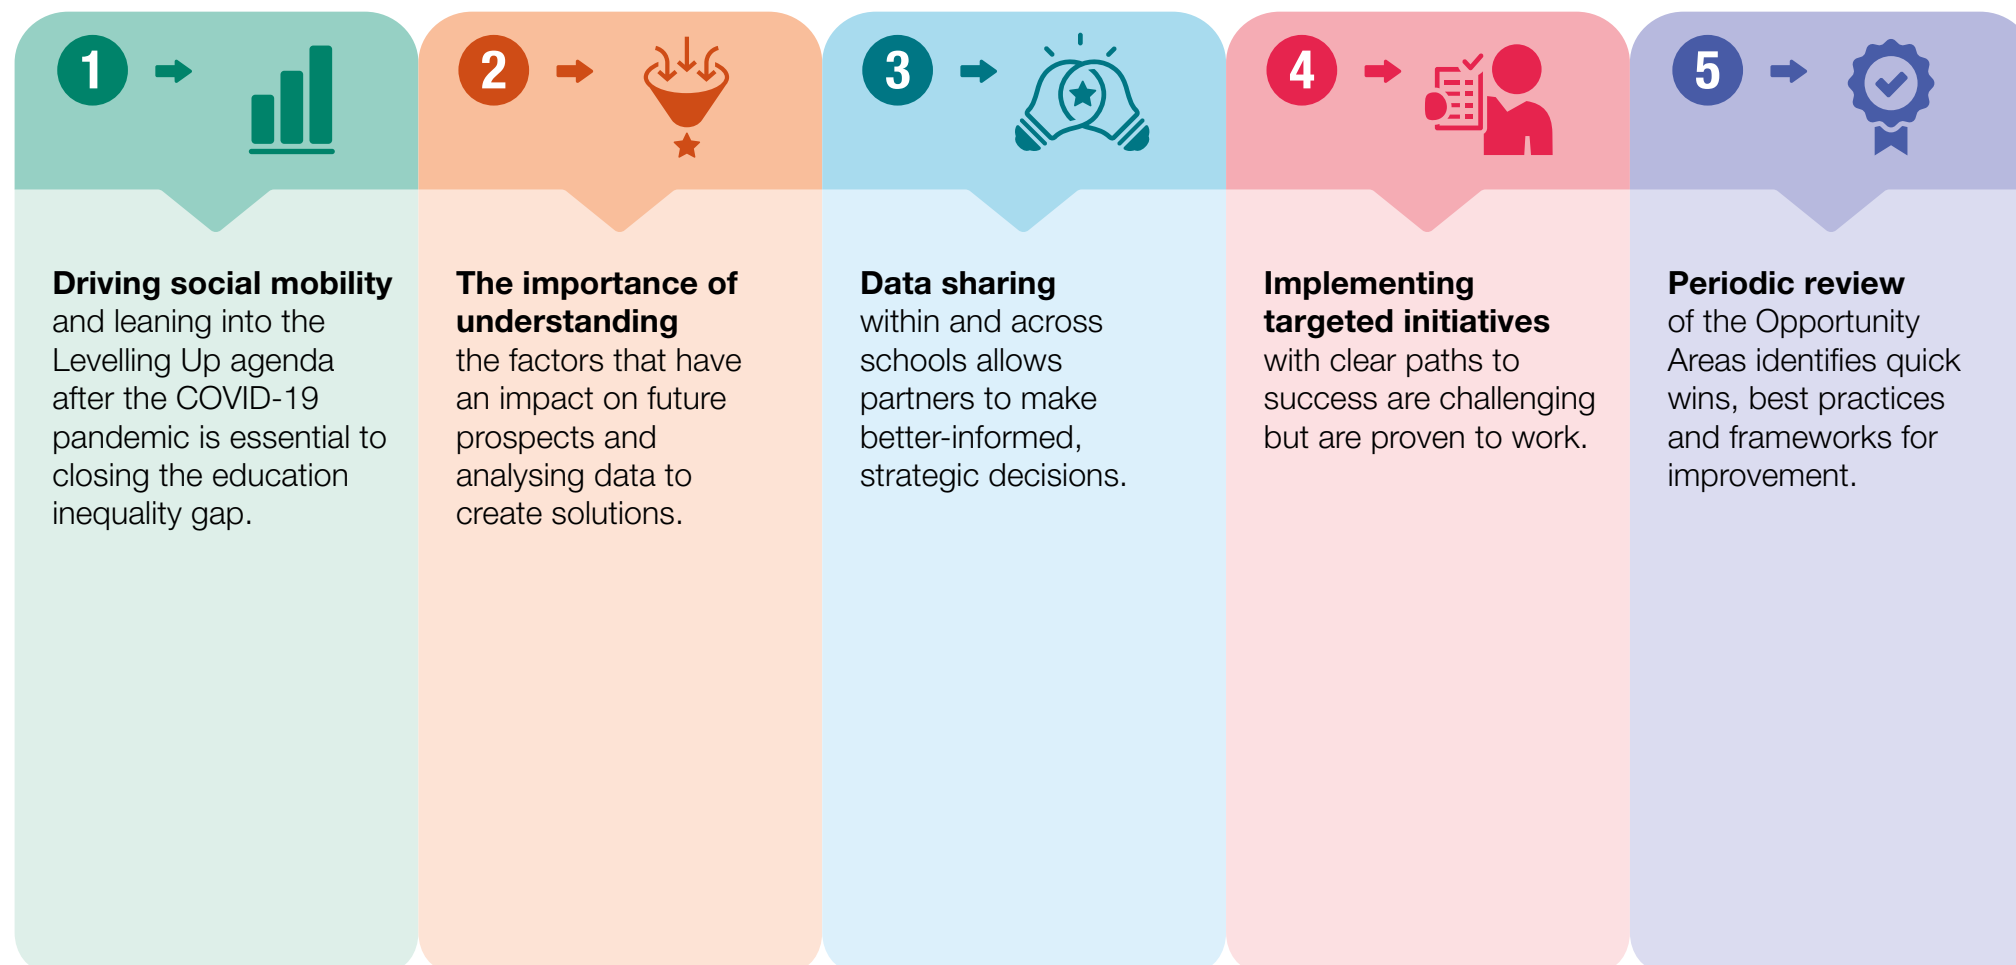 1
Driving social mobility
and leaning into the
Levelling Up agenda
after the COVID-19
pandemic is essential to
closing the education
inequality gap.
2
The importance of
understanding
the factors that have
an impact on future
prospects and
analysing data to
create solutions.
3
Data sharing
within and across
schools allows
partners to make
better-informed,
strategic decisions.
4
Implementing
targeted initiatives
with clear paths to
success are challenging
but are proven to work.
5
Periodic review
of the Opportunity
Areas identifies quick
wins, best practices
and frameworks for
improvement.